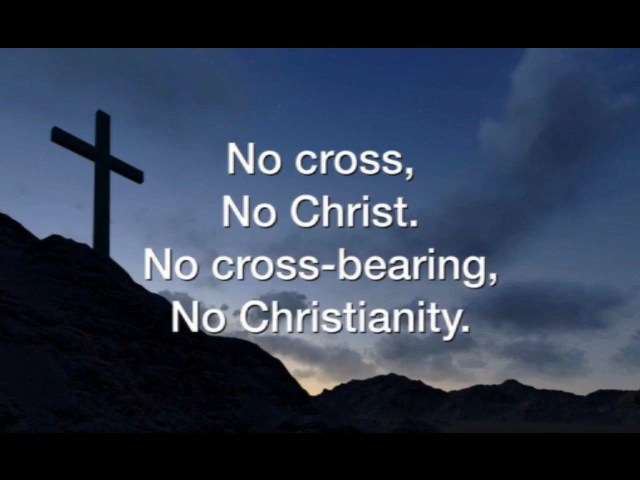 No cross,
No Christ.
No cross-bearing,
No Christianity.